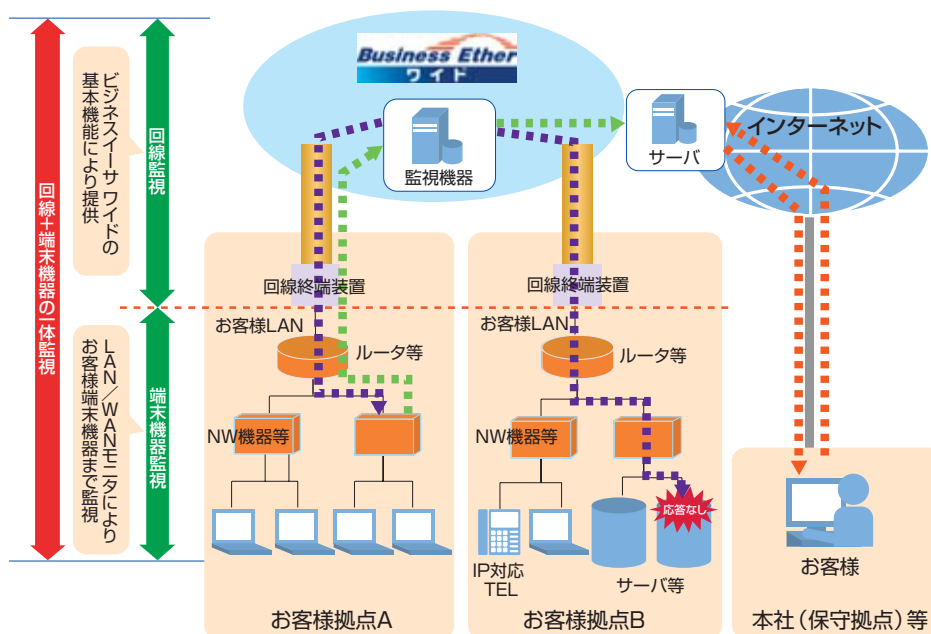 回線+端末機器の一体監視
ビジネスイーサ ワイドの
基本機能により提供
回線監視
LAN/WANモニタにより
お客様端末機器まで監視
端末機器監視
Business Ether
ワイド
監視機器
サーバ
インターネット
回線終端装置
お客様LAN
ルータ等
NW機器等
お客様拠点A
回線終端装置
お客様LAN
ルータ等
NW機器等
応答なし
IP対応
TEL
サーバ等
お客様拠点B
お客様
本社(保守拠点)等